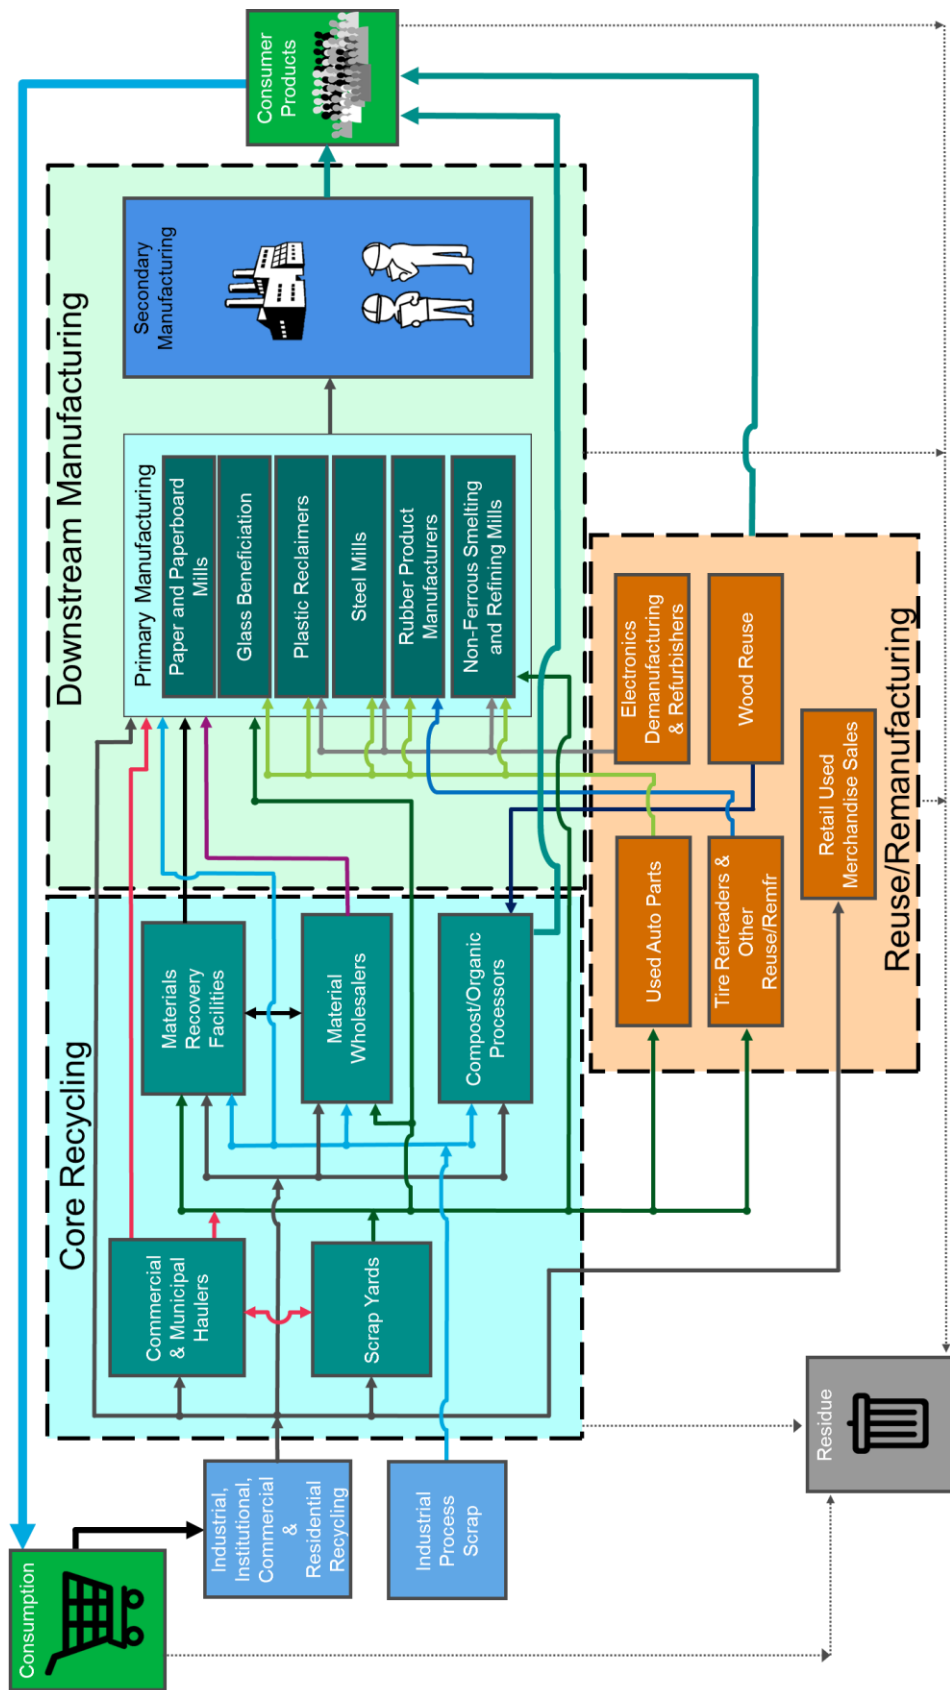 Consumption
Industrial,
Institutional,
Commercial
&
Residential
Recycling
Industrial
Process
Scrap
Core Recycling
Commercial
& Municipal
Haulers
Scrap Yards
Materials
Recovery
Facilities
Material
Wholesalers
Compost/Organic
Processors
Downstream Manufacturing
Primary Manufacturing
Paper and Paperboard
Mills
Glass Beneficiation
Plastic Reclaimers
Steel Mills
Rubber Product
Manufacturers
Non-Ferrous Smelting
and Refining Mills
Secondary
Manufacturing
Consumer
Products
Used Auto Parts
Tire Retreaders &
Other
Reuse/Remfr
Electronics
Demanufacturing
& Refurbishers
Wood Reuse
Retail Used
Merchandise Sales
Reuse/Remanufacturing
Residue